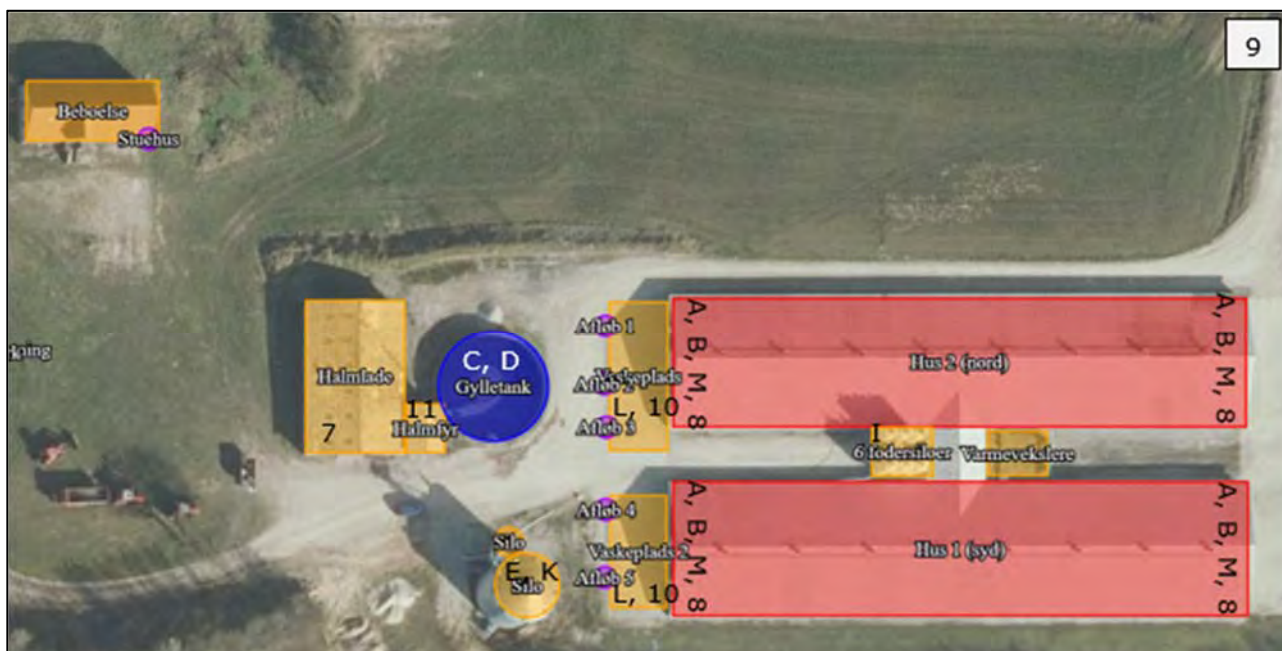 9
Beboelse
Stuehus
Afløb 1
A, B, M, 8
A, B, M, 8
C, D
Hus 2 (nord)
Halmlade
Gylletank
Vaskeplads
Afløb 2
11
L, 10
7
Halmfyr
Afløb 3
I
6 fodersiloer
Varmevekslere
Afløb 4
A, B, M, 8
A, B, M, 8
Silo
Vaskeplads 2
Hus 1 (syd)
E, K
Afløb 5
Silo
L, 10